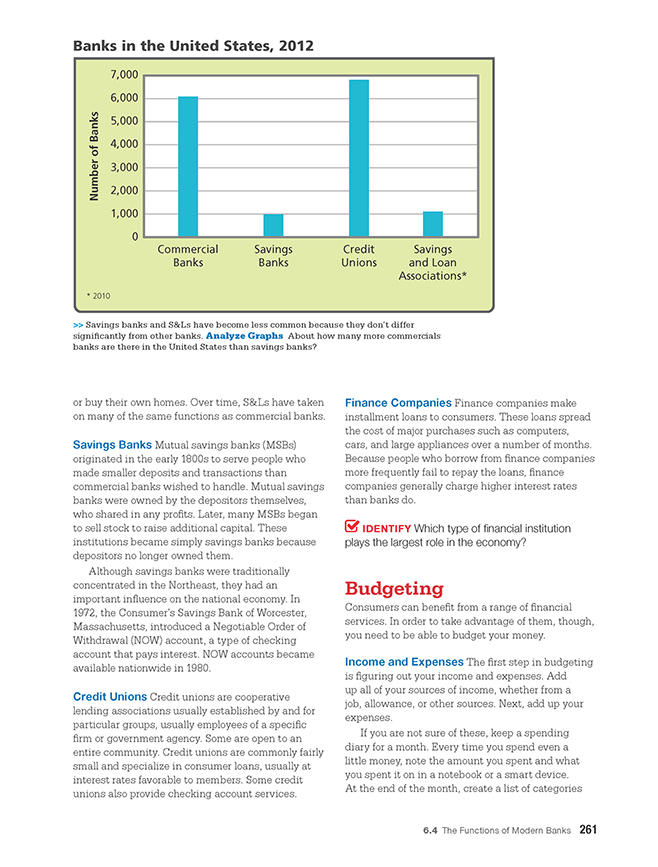 Banks in the United States, 2012
Number of Banks
7,000
6,000
5,000
4,000
3,000
2,000
1,000
0
Commercial
Banks
Savings
Banks
Credit
Unions
Savings
and Loan
Associations*
* 2010
>> Savings banks and S&Ls have become less common because they don't differ
significantly from other banks. Analyze Graphs About how many more commercials
banks are there in the United States than savings banks?
or buy their own homes. Over time, S&Ls have taken
on many of the same functions as commercial banks.
Savings Banks Mutual savings banks (MSBs)
originated in the early 1800s to serve people who
made smaller deposits and transactions than
commercial banks wished to handle. Mutual savings
banks were owned by the depositors themselves,
who shared in any profits. Later, many MSBs began
to sell stock to raise additional capital. These
institutions became simply savings banks because
depositors no longer owned them.
Although savings banks were traditionally
concentrated in the Northeast, they had an
important influence on the national economy. In
1972, the Consumer's Savings Bank of Worcester,
Massachusetts, introduced a Negotiable Order of
Withdrawal (NOW) account, a type of checking
account that pays interest. NOW accounts became
available nationwide in 1980.
Credit Unions Credit unions are cooperative
lending associations usually established by and for
particular groups, usually employees of a specific
firm or government agency. Some are open to an
entire community. Credit unions are commonly fairly
small and specialize in consumer loans, usually at
interest rates favorable to members. Some credit
unions also provide checking account services.
Finance Companies Finance companies make
installment loans to consumers. These loans spread
the cost of major purchases such as computers,
cars, and large appliances over a number of months.
Because people who borrow from finance companies
more frequently fail to repay the loans, finance
companies generally charge higher interest rates
than banks do.
IDENTIFY Which type of financial institution
plays the largest role in the economy?
Budgeting
Consumers can benefit from a range of financial
services. In order to take advantage of them, though,
you need to be able to budget your money.
Income and Expenses The first step in budgeting
is figuring out your income and expenses. Add
up all of your sources of income, whether from a
job, allowance, or other sources. Next, add up your
expenses.
If you are not sure of these, keep a spending
diary for a month. Every time you spend even a
little money, note the amount you spent and what
you spent it on in a notebook or a smart device.
At the end of the month, create a list of categories
6.4 The Functions of Modern Banks 261